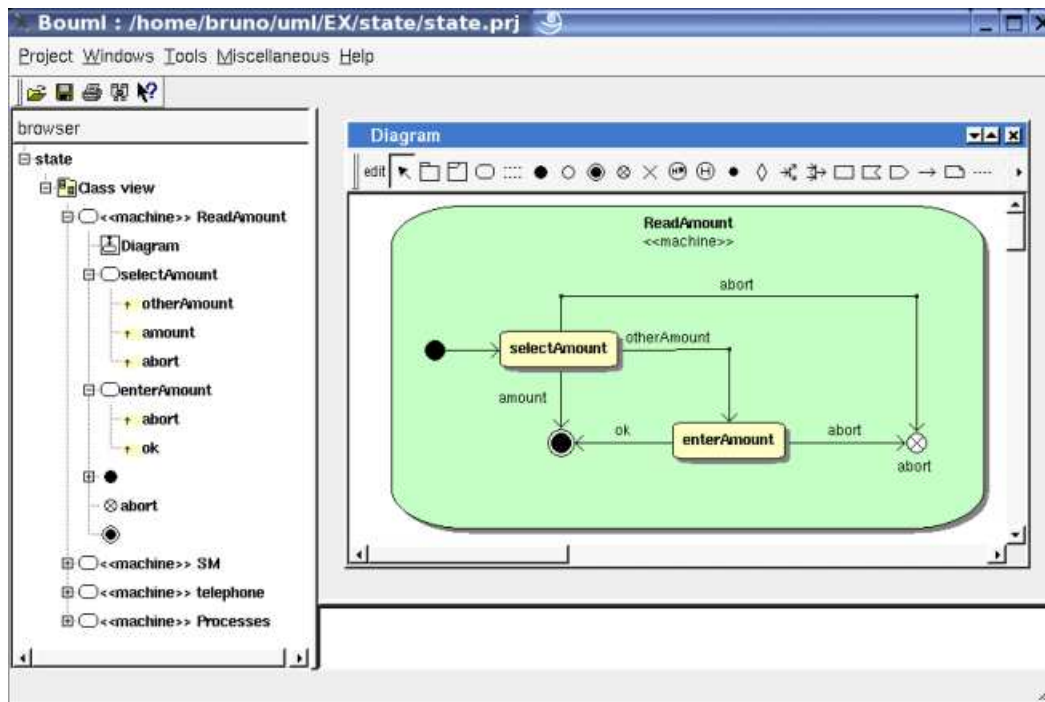 Bouml : /home/bruno/uml/EX/state/state.prj
Project Windows Tools Miscellaneous Help
browser
state
Class view
<<machine>> ReadAmount
Diagram
selectAmount
otherAmount
amount
abort
enterAmount
abort
ok
abort
<<machine>> SM
<<machine>> telephone
<<machine>> Processes
Diagram
edit
ReadAmount
<<machine>>
abort
selectAmount
otherAmount
amount
ok
enterAmount
abort
abort